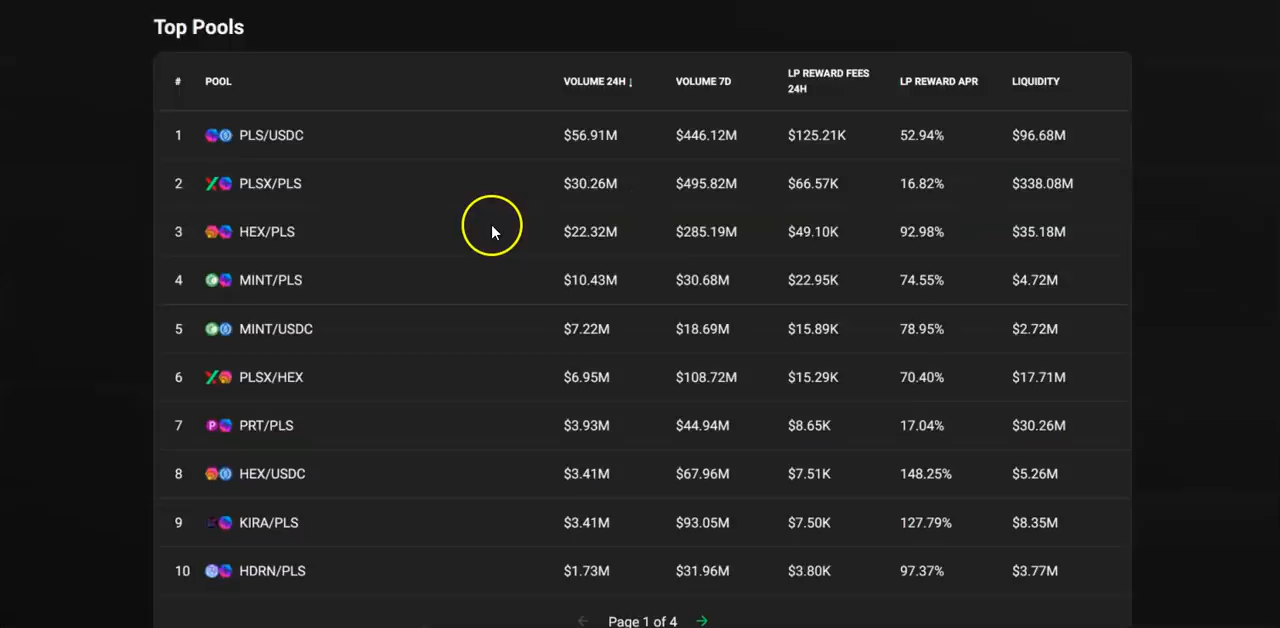 Top Pools
# POOL VOLUME 24H ↓ VOLUME 7D LP REWARD FEES 24H LP REWARD APR LIQUIDITY
1 PLS/USDC $56.91M $446.12M $125.21K 52.94% $96.68M
2 PLSX/PLS $30.26M $495.82M $66.57K 16.82% $338.08M
3 HEX/PLS $22.32M $285.19M $49.10K 92.98% $35.18M
4 MINT/PLS $10.43M $30.68M $22.95K 74.55% $4.72M
5 MINT/USDC $7.22M $18.69M $15.89K 78.95% $2.72M
6 PLSX/HEX $6.95M $108.72M $15.29K 70.40% $17.71M
7 PRT/PLS $3.93M $44.94M $8.65K 17.04% $30.26M
8 HEX/USDC $3.41M $67.96M $7.51K 148.25% $5.26M
9 KIRA/PLS $3.41M $93.05M $7.50K 127.79% $8.35M
10 HDRN/PLS $1.73M $31.96M $3.80K 97.37% $3.77M
← Page 1 of 4 →